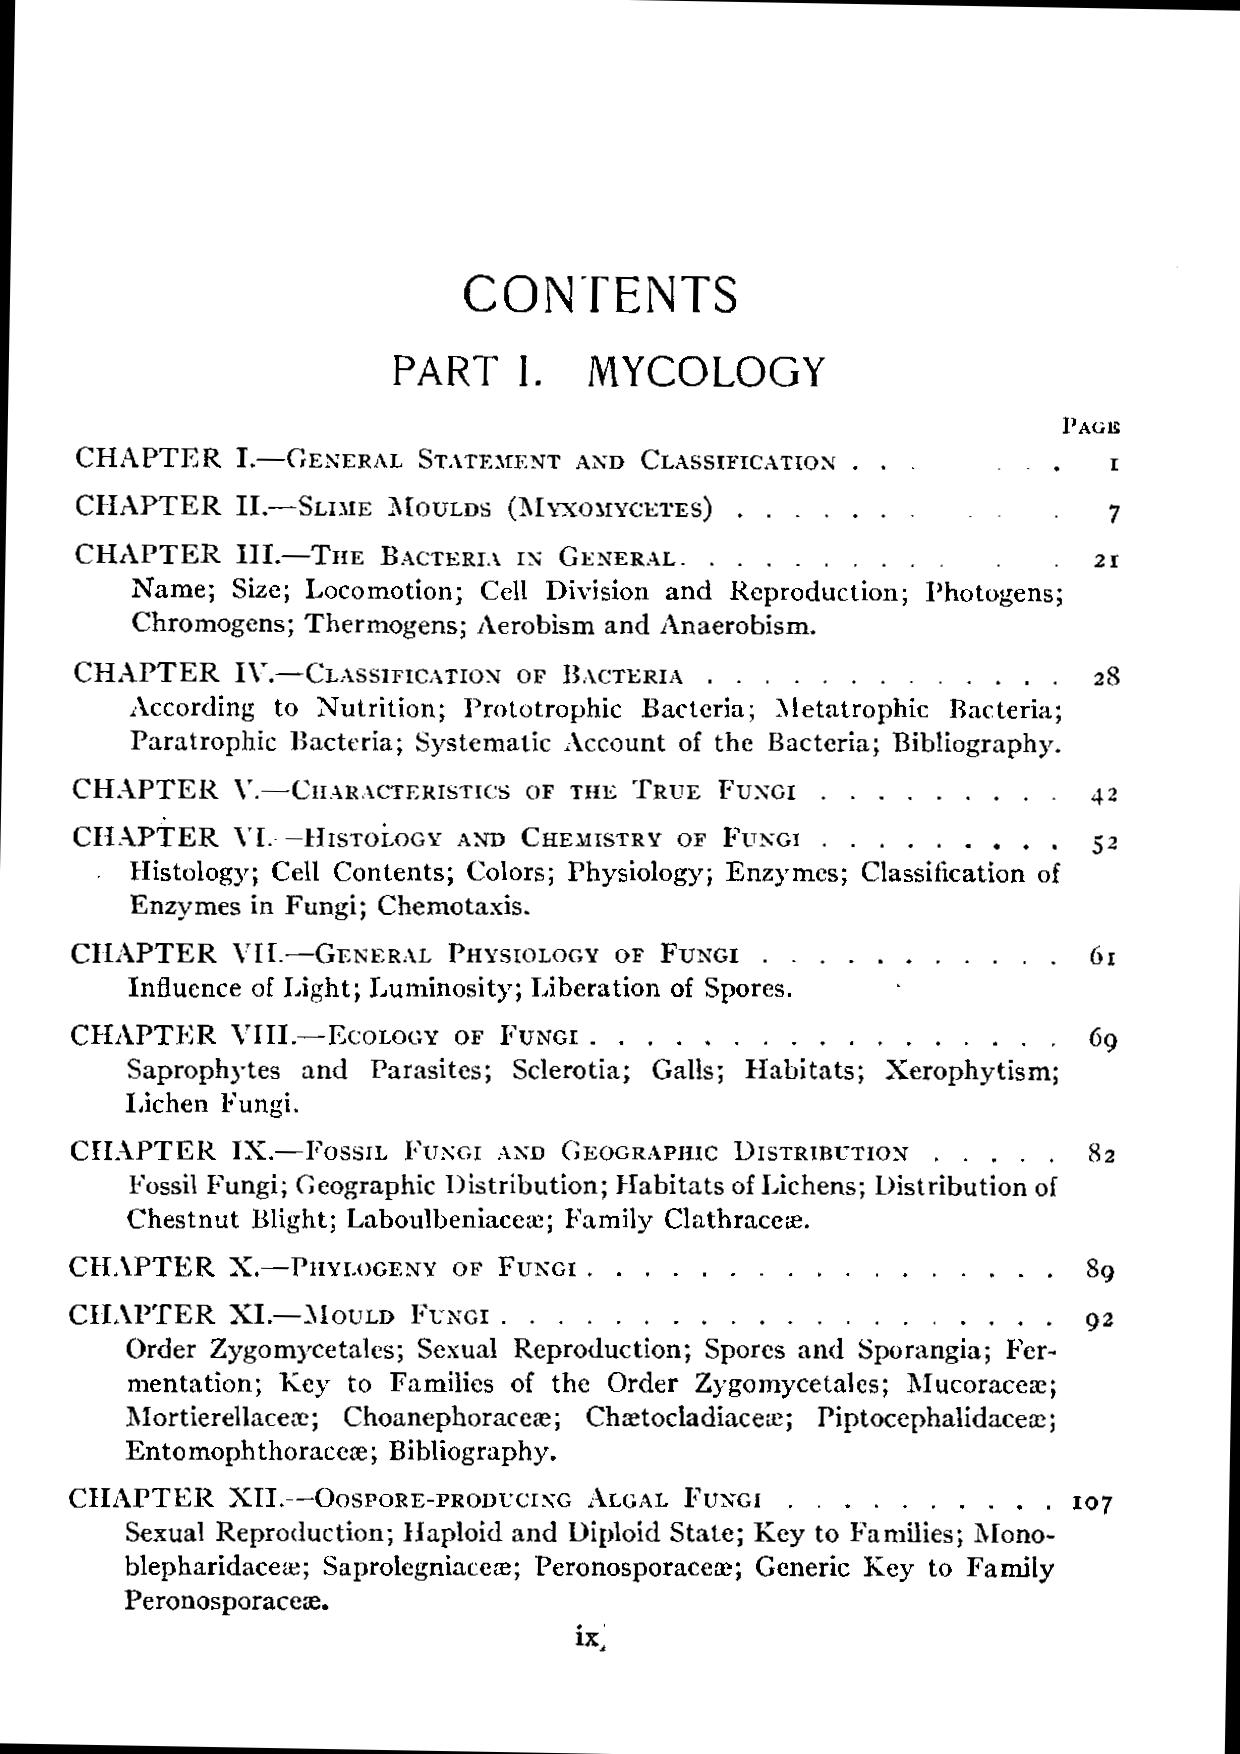 CONTENTS
PART I. MYCOLOGY
PAGE
CHAPTER I.—GENERAL STATEMENT AND CLASSIFICATION . . . . . . 1
CHAPTER II.—SLIME MOULDS (MYXOMYCETES) . . . . . . . . . . 7
CHAPTER III.—THE BACTERIA IN GENERAL. . . . . . . . . . . . 21
Name; Size; Locomotion; Cell Division and Reproduction; Photogens;
Chromogens; Thermogens; Aerobism and Anaerobism.
CHAPTER IV.—CLASSIFICATION OF BACTERIA . . . . . . . . . . . . . 28
According to Nutrition; Prototrophic Bacteria; Metatrophic Bacteria;
Paratrophic Bacteria; Systematic Account of the Bacteria; Bibliography.
CHAPTER V.—CHARACTERISTICS OF THE TRUE FUNGI . . . . . . . . . 42
CHAPTER VI.—HISTOLOGY AND CHEMISTRY OF FUNGI . . . . . . . . . 52
Histology; Cell Contents; Colors; Physiology; Enzymes; Classification of
Enzymes in Fungi; Chemotaxis.
CHAPTER VII.—GENERAL PHYSIOLOGY OF FUNGI . . . . . . . . . . . 61
Influence of Light; Luminosity; Liberation of Spores.
CHAPTER VIII.—ECOLOGY OF FUNGI . . . . . . . . . . . . . . . . . 69
Saprophytes and Parasites; Sclerotia; Galls; Habitats; Xerophytism;
Lichen Fungi.
CHAPTER IX.—FOSSIL FUNGI AND GEOGRAPHIC DISTRIBUTION . . . . . 82
Fossil Fungi; Geographic Distribution; Habitats of Lichens; Distribution of
Chestnut Blight; Laboulbeniaceæ; Family Clathraceæ.
CHAPTER X.—PHYLOGENY OF FUNGI . . . . . . . . . . . . . . . . . 89
CHAPTER XI.—MOULD FUNGI . . . . . . . . . . . . . . . . . . . . 92
Order Zygomycetales; Sexual Reproduction; Spores and Sporangia; Fer-
mentation; Key to Families of the Order Zygomycetales; Mucoraceæ;
Mortierellaceæ; Choanephoraceæ; Chætocladiaceæ; Piptocephalidaceæ;
Entomophthoraceæ; Bibliography.
CHAPTER XII.—OOSPORE-PRODUCING ALGAL FUNGI . . . . . . . . . . 107
Sexual Reproduction; Haploid and Diploid State; Key to Families; Mono-
blepharidaceæ; Saprolegniaceæ; Peronosporaceæ; Generic Key to Family
Peronosporaceæ.
ix